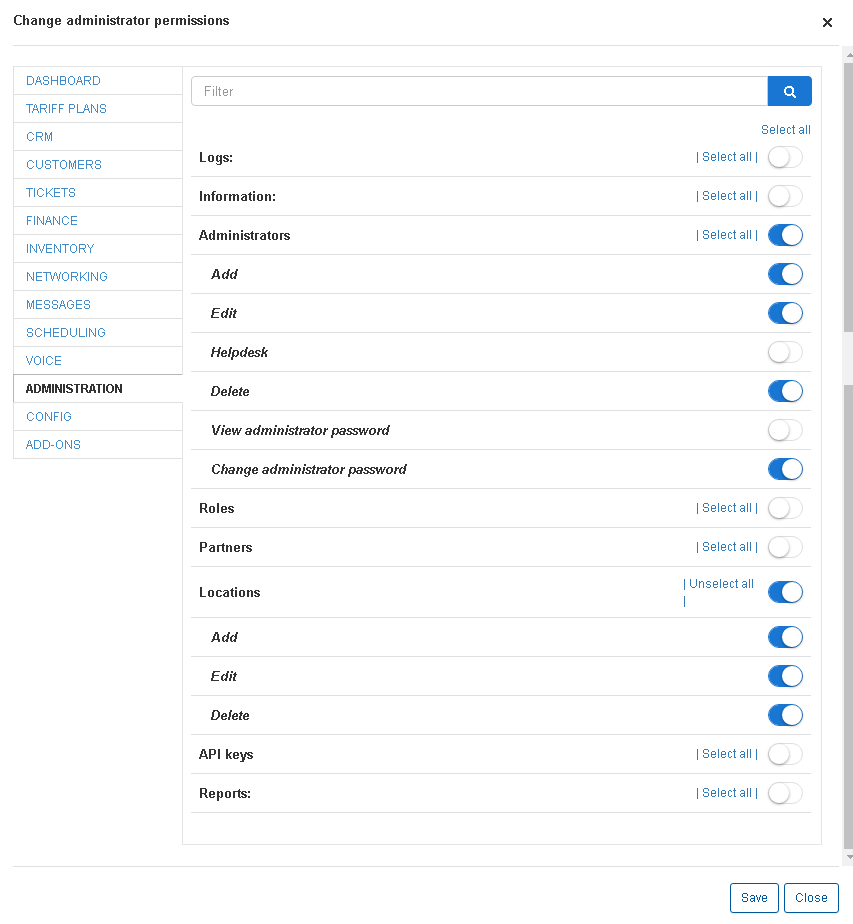 Change administrator permissions
×
DASHBOARD
TARIFF PLANS
CRM
CUSTOMERS
TICKETS
FINANCE
INVENTORY
NETWORKING
MESSAGES
SCHEDULING
VOICE
ADMINISTRATION
CONFIG
ADD-ONS
Filter
Select all
Logs: | Select all |
Information: | Select all |
Administrators | Select all |
Add
Edit
Helpdesk
Delete
View administrator password
Change administrator password
Roles | Select all |
Partners | Select all |
Locations | Unselect all
|
Add
Edit
Delete
API keys | Select all |
Reports: | Select all |
Save Close